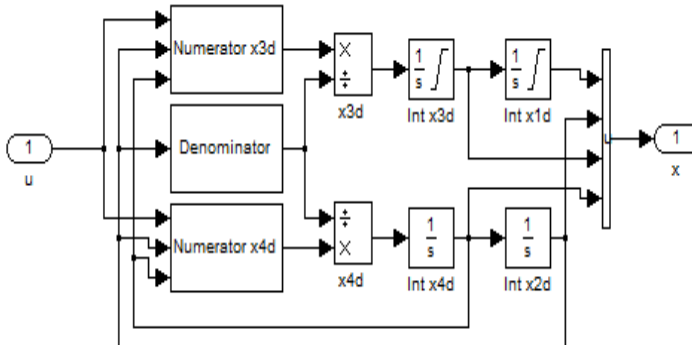 Numerator x3d
×
÷
x3d
1
s
Int x3d
1
s
Int x1d
1
u
Denominator
1
x
Numerator x4d
÷
×
x4d
1
s
Int x4d
1
s
Int x2d